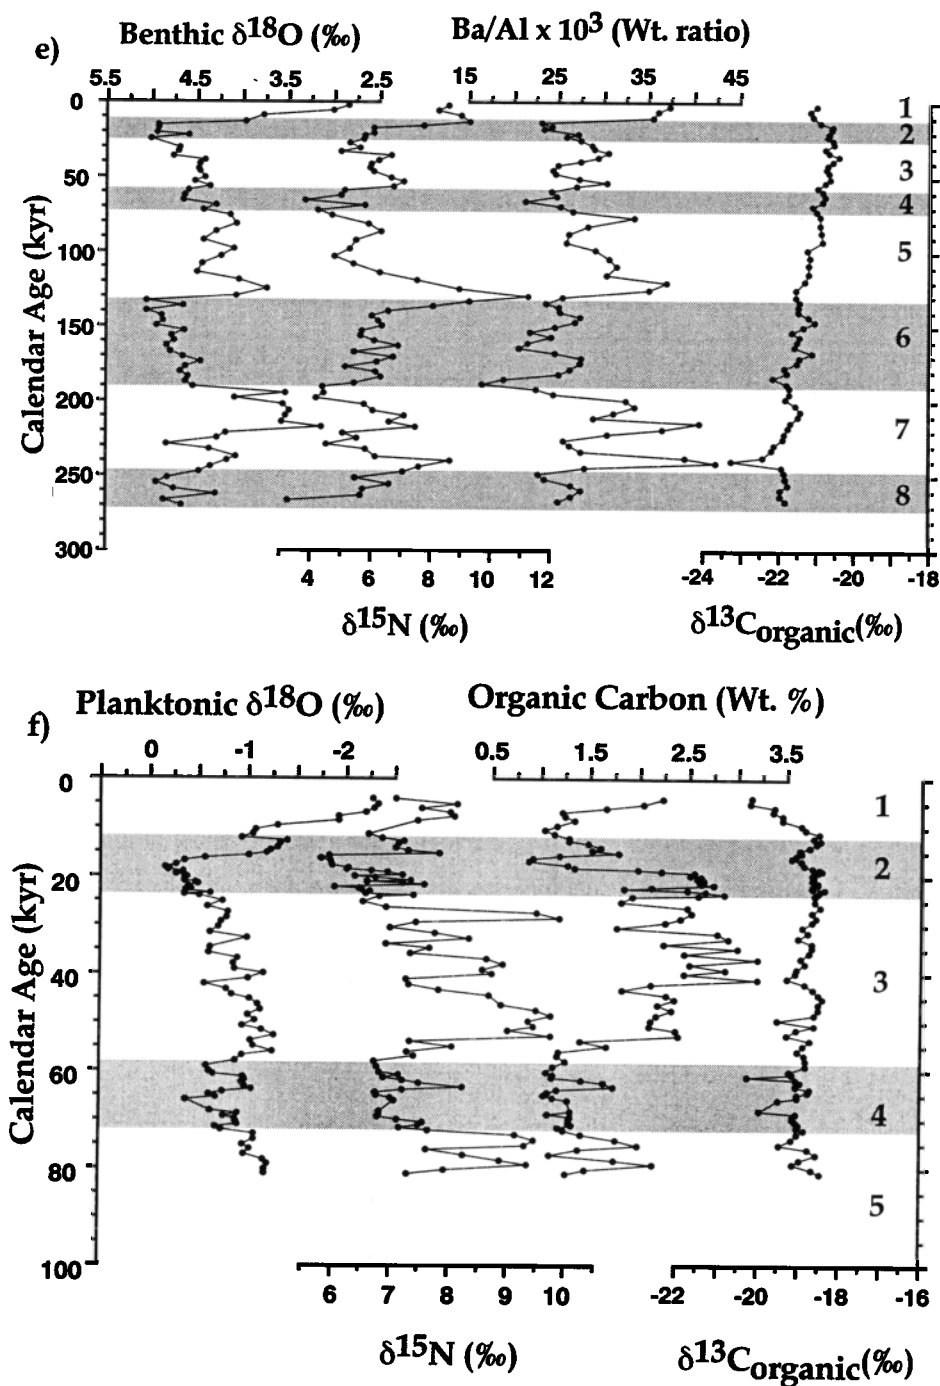 e)
Benthic δ18O (‰) Ba/Al x 10³ (Wt. ratio)
5.5 4.5 3.5 2.5 15 25 35 45
0
50
100
150
200
250
300
Calendar Age (kyr)
1
2
3
4
5
6
7
8
4 6 8 10 12 -24 -22 -20 -18
δ15N (‰) δ13Corganic(‰)
f)
Planktonic δ18O (‰) Organic Carbon (Wt. %)
0 -1 -2 0.5 1.5 2.5 3.5
0
20
40
60
80
100
Calendar Age (kyr)
1
2
3
4
5
6 7 8 9 10 -22 -20 -18 -16
δ15N (‰) δ13Corganic(‰)